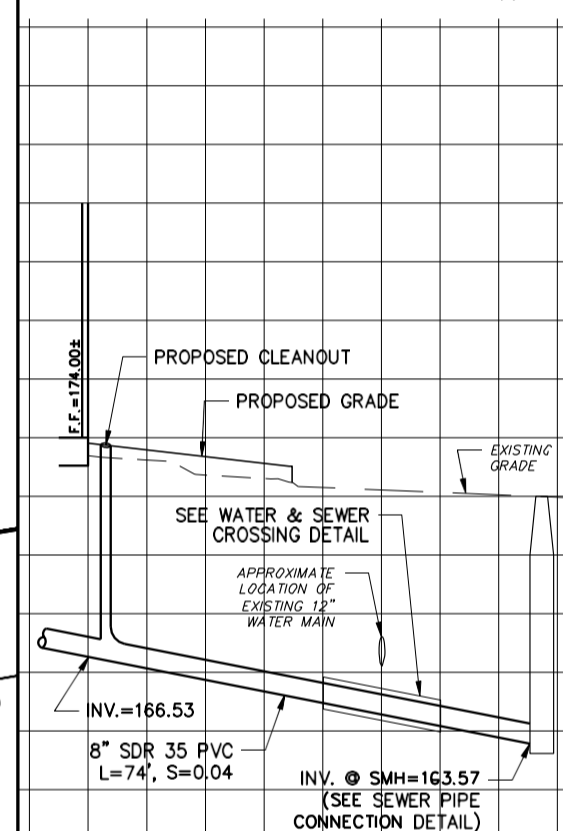 F.F.=174.00±
PROPOSED CLEANOUT
PROPOSED GRADE
EXISTING
GRADE
SEE WATER & SEWER
CROSSING DETAIL
APPROXIMATE
LOCATION OF
EXISTING 12"
WATER MAIN
INV.=166.53
8" SDR 35 PVC
L=74', S=0.04
INV. @ SMH=163.57
(SEE SEWER PIPE
CONNECTION DETAIL)